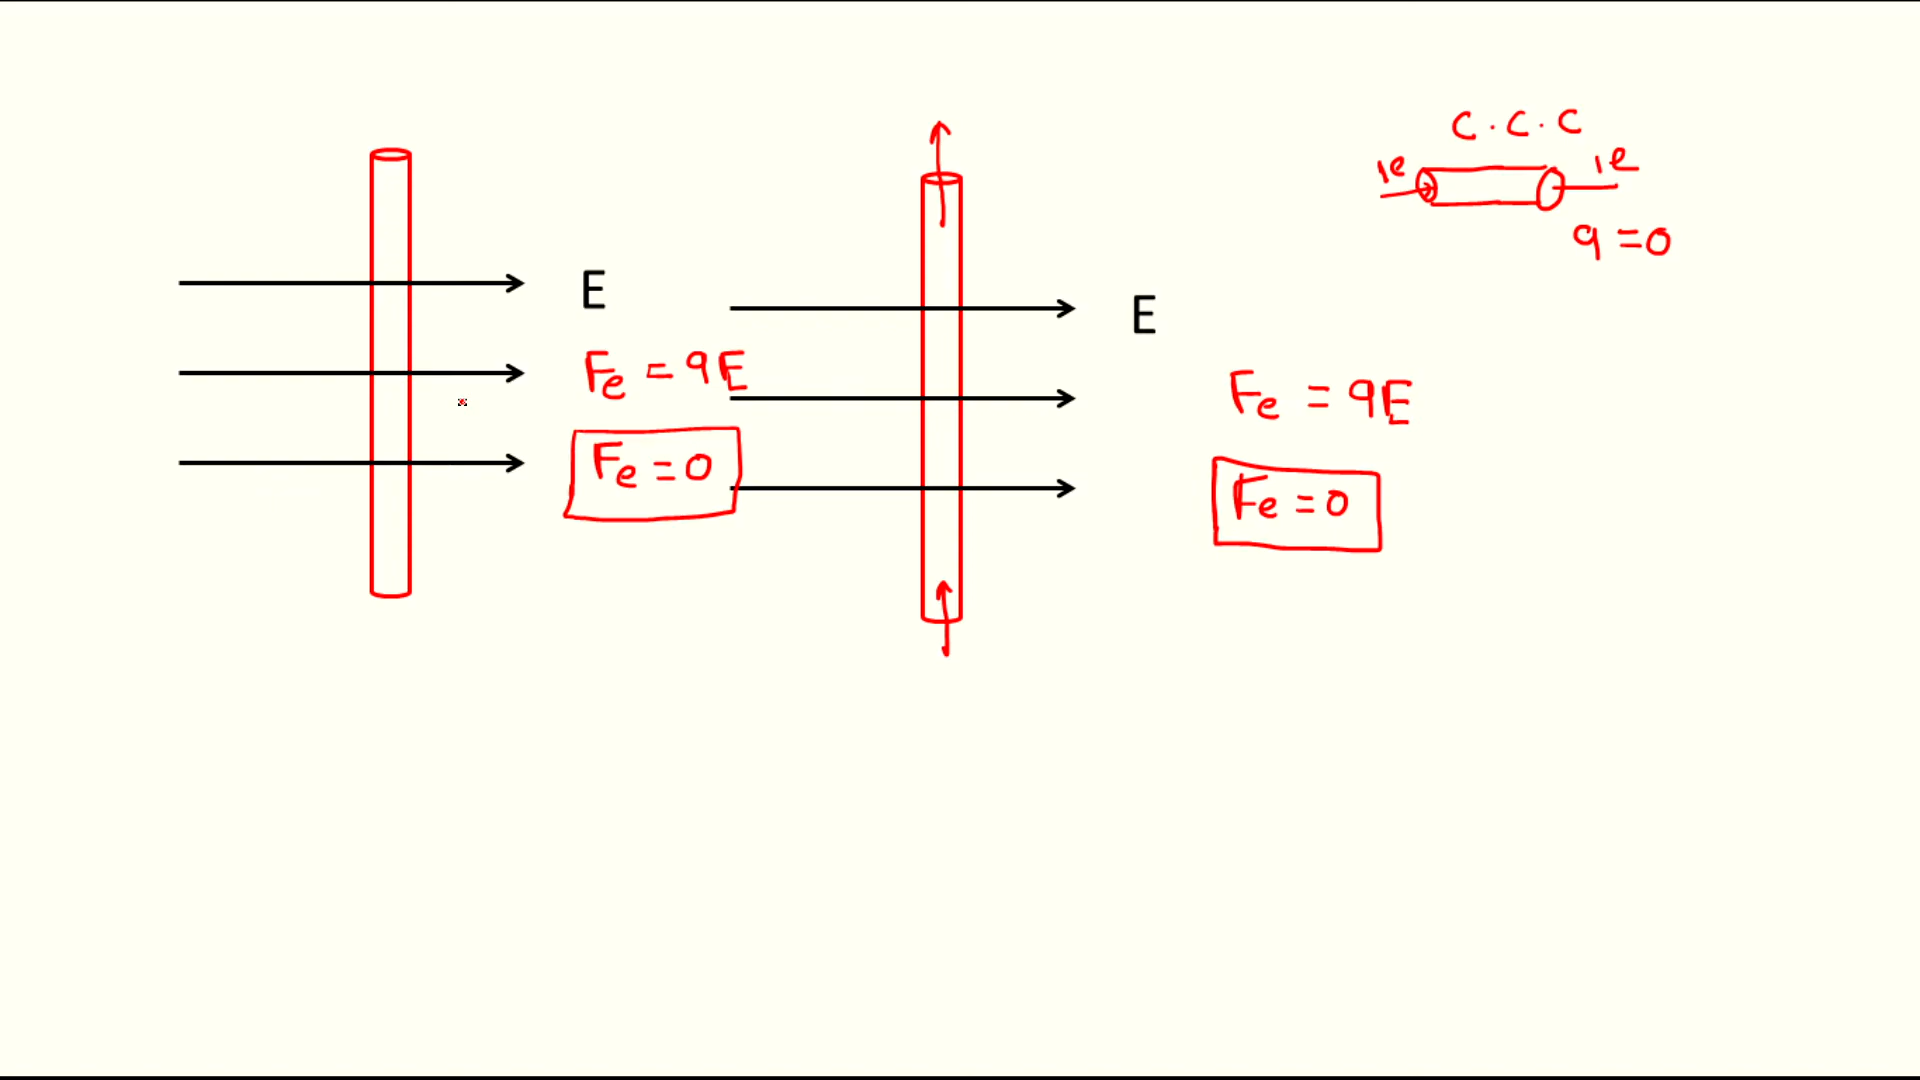 C.C.C
1e
1e
q = 0
E
Fe = qE
Fe = 0
E
Fe = qE
Fe = 0